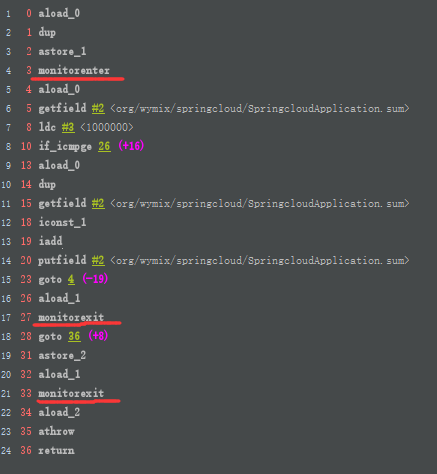 1 0 aload_0
2 1 dup
3 2 astore_1
4 3 monitorenter
5 4 aload_0
6 5 getfield #2 <org/wymix/springcloud/SpringcloudApplication.sum>
7 8 ldc #3 <1000000>
8 10 if_icmpge 26 (+16)
9 13 aload_0
10 14 dup
11 15 getfield #2 <org/wymix/springcloud/SpringcloudApplication.sum>
12 18 iconst_1
13 19 iadd
14 20 putfield #2 <org/wymix/springcloud/SpringcloudApplication.sum>
15 23 goto 4 (-19)
16 26 aload_1
17 27 monitorexit
18 28 goto 36 (+8)
19 31 astore_2
20 32 aload_1
21 33 monitorexit
22 34 aload_2
23 35 athrow
24 36 return